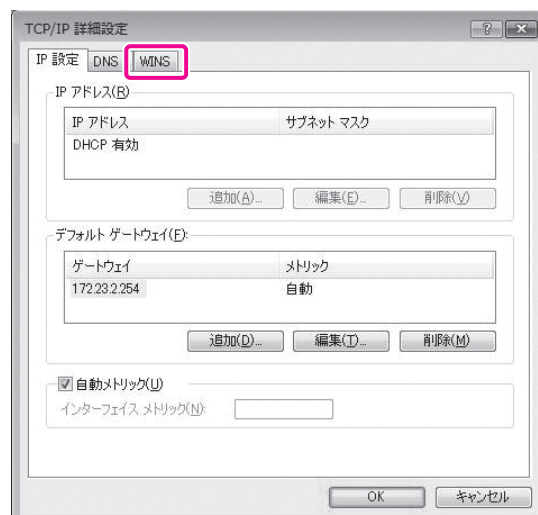 TCP/IP 詳細設定
IP 設定 DNS WINS
IP アドレス(R)
IP アドレス サブネット マスク
DHCP 有効
追加(A)... 編集(E)... 削除(V)
デフォルト ゲートウェイ(F):
ゲートウェイ メトリック
172.23.2.254 自動
追加(D)... 編集(T)... 削除(M)
自動メトリック(U)
インターフェイス メトリック(N):
OK キャンセル